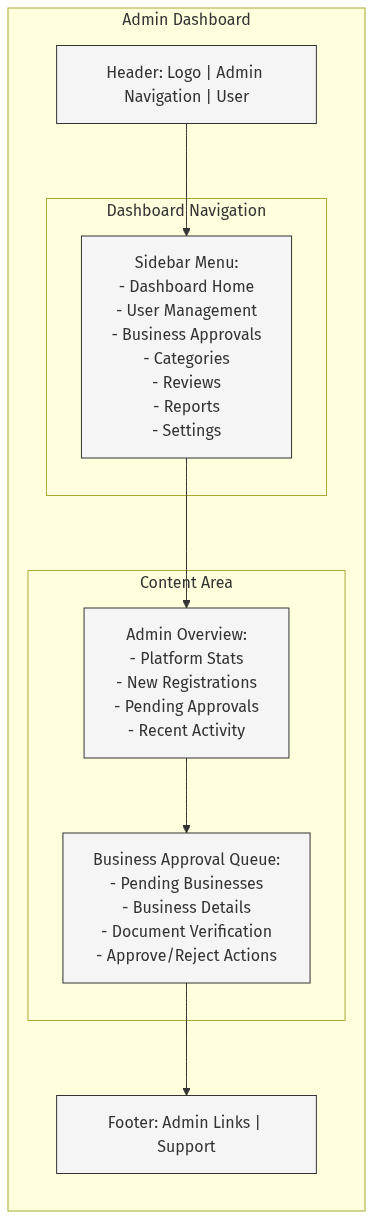 Admin Dashboard
Header: Logo | Admin
Navigation | User
Dashboard Navigation
Sidebar Menu:
- Dashboard Home
- User Management
- Business Approvals
- Categories
- Reviews
- Reports
- Settings
Content Area
Admin Overview:
- Platform Stats
- New Registrations
- Pending Approvals
- Recent Activity
Business Approval Queue:
- Pending Businesses
- Business Details
- Document Verification
- Approve/Reject Actions
Footer: Admin Links |
Support